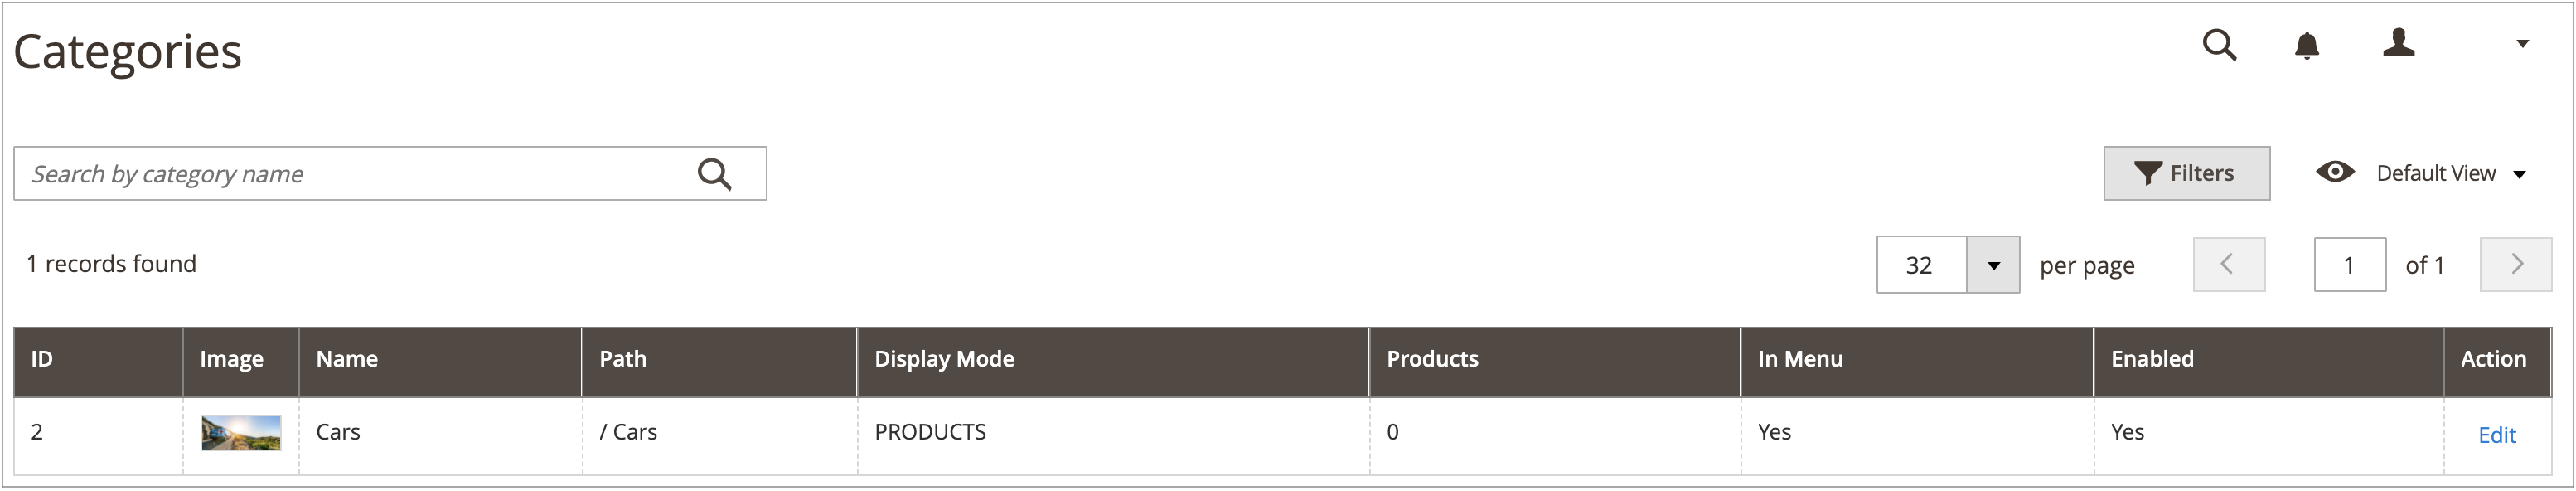 Categories
Search by category name
Filters
Default View
1 records found
32 per page 1 of 1
ID Image Name Path Display Mode Products In Menu Enabled Action
2 Cars / Cars PRODUCTS 0 Yes Yes Edit